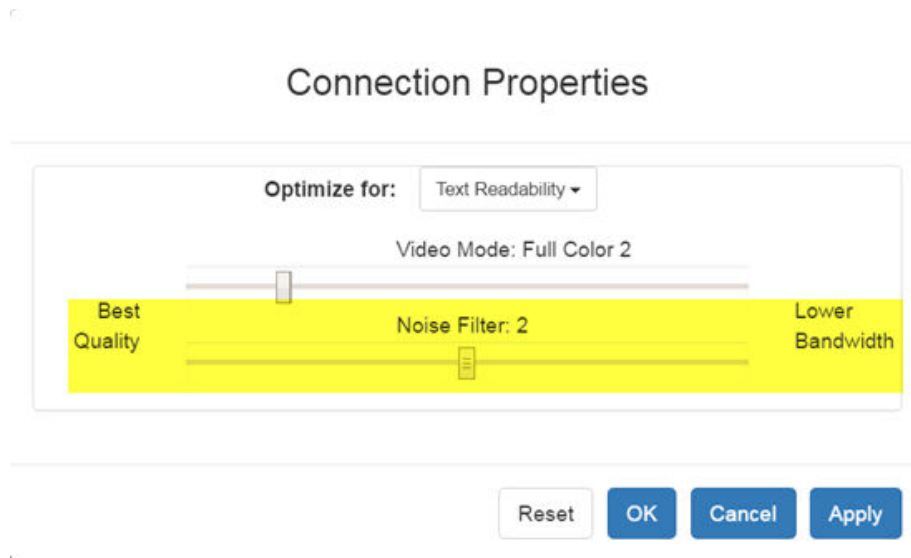 Connection Properties
Optimize for: Text Readability
Video Mode: Full Color 2
Best
Quality
Noise Filter: 2
Lower
Bandwidth
Reset OK Cancel Apply